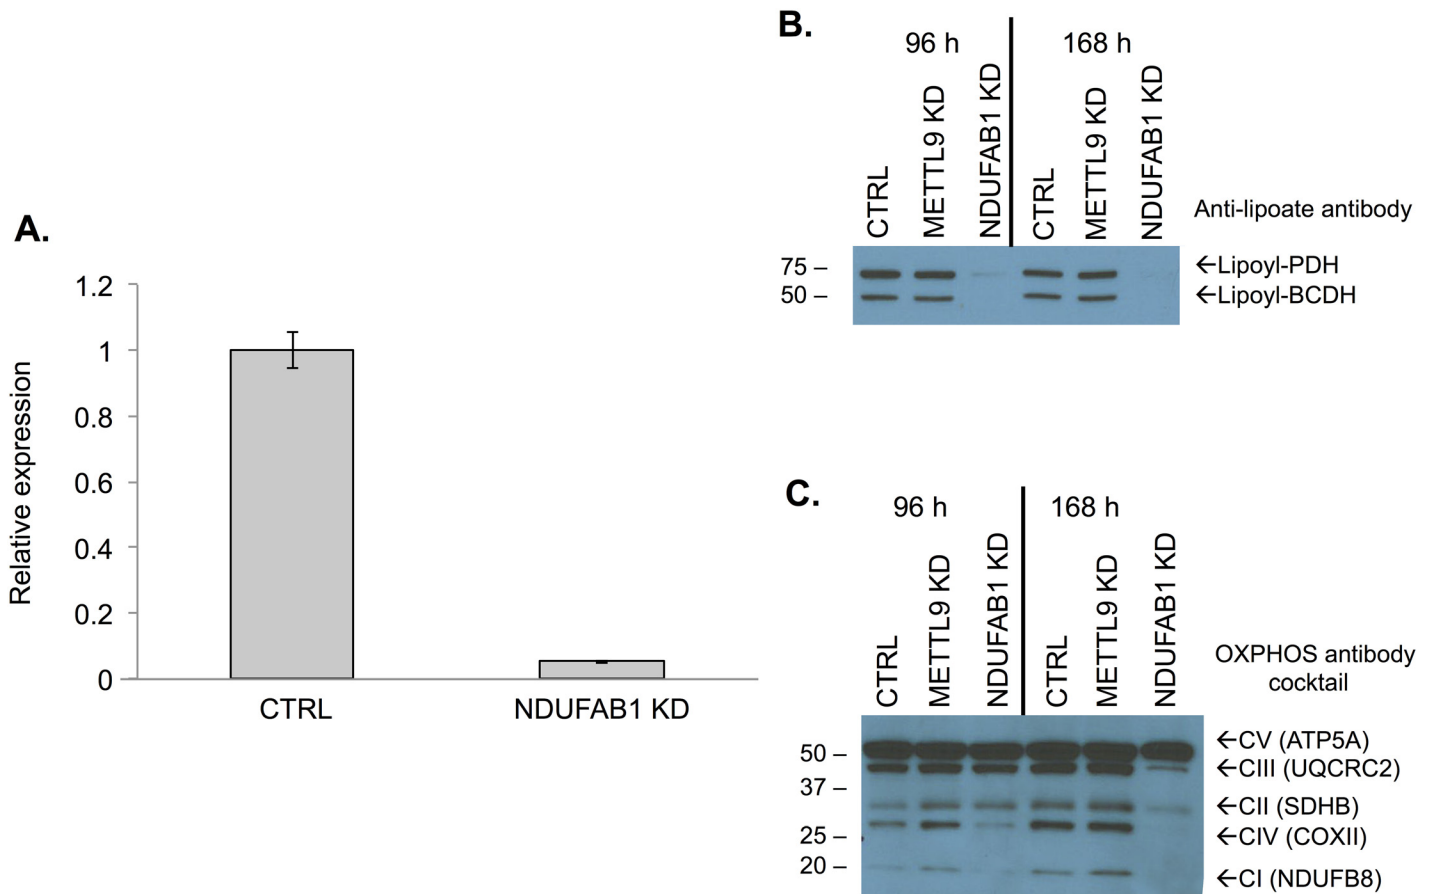 A.
Relative expression
1.2
1
0.8
0.6
0.4
0.2
0
CTRL
NDUFAB1 KD
B.
96 h
168 h
CTRL
METTL9 KD
NDUFAB1 KD
CTRL
METTL9 KD
NDUFAB1 KD
Anti-lipoate antibody
75 –
50 –
←Lipoyl-PDH
←Lipoyl-BCDH
C.
96 h
168 h
CTRL
METTL9 KD
NDUFAB1 KD
CTRL
METTL9 KD
NDUFAB1 KD
OXPHOS antibody
cocktail
50 –
37 –
25 –
20 –
←CV (ATP5A)
←CIII (UQCRC2)
←CII (SDHB)
←CIV (COXII)
←CI (NDUFB8)